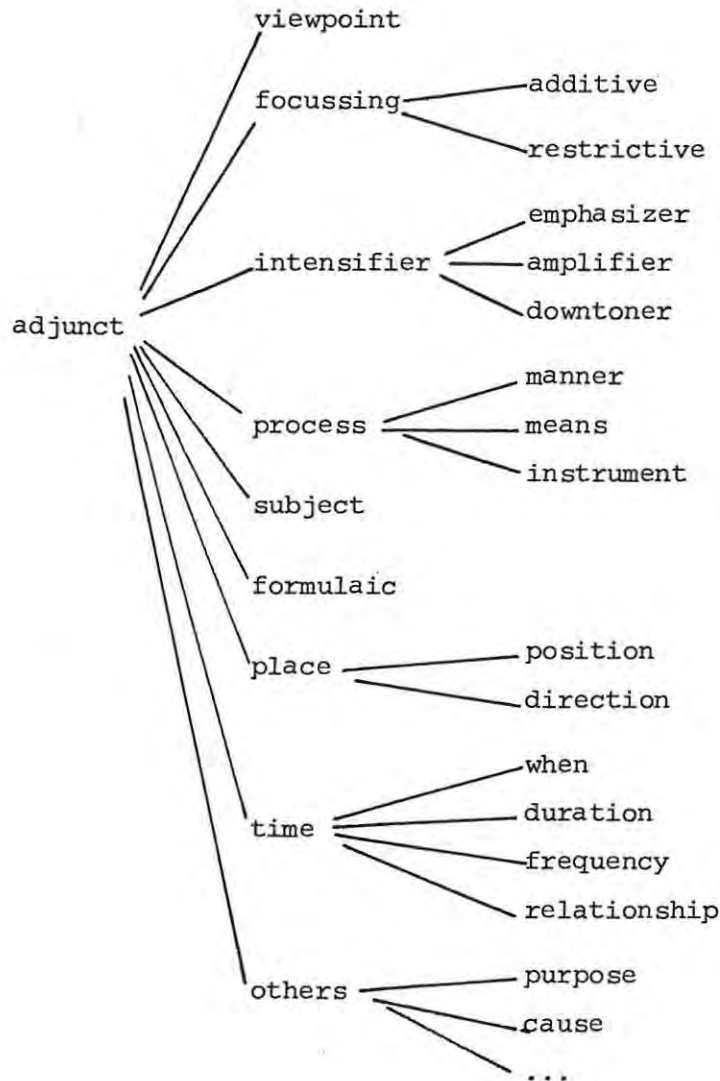 viewpoint
focussing
additive
restrictive
intensifier
emphasizer
amplifier
downtoner
adjunct
process
manner
means
instrument
subject
formulaic
place
position
direction
time
when
duration
frequency
relationship
others
purpose
cause
...